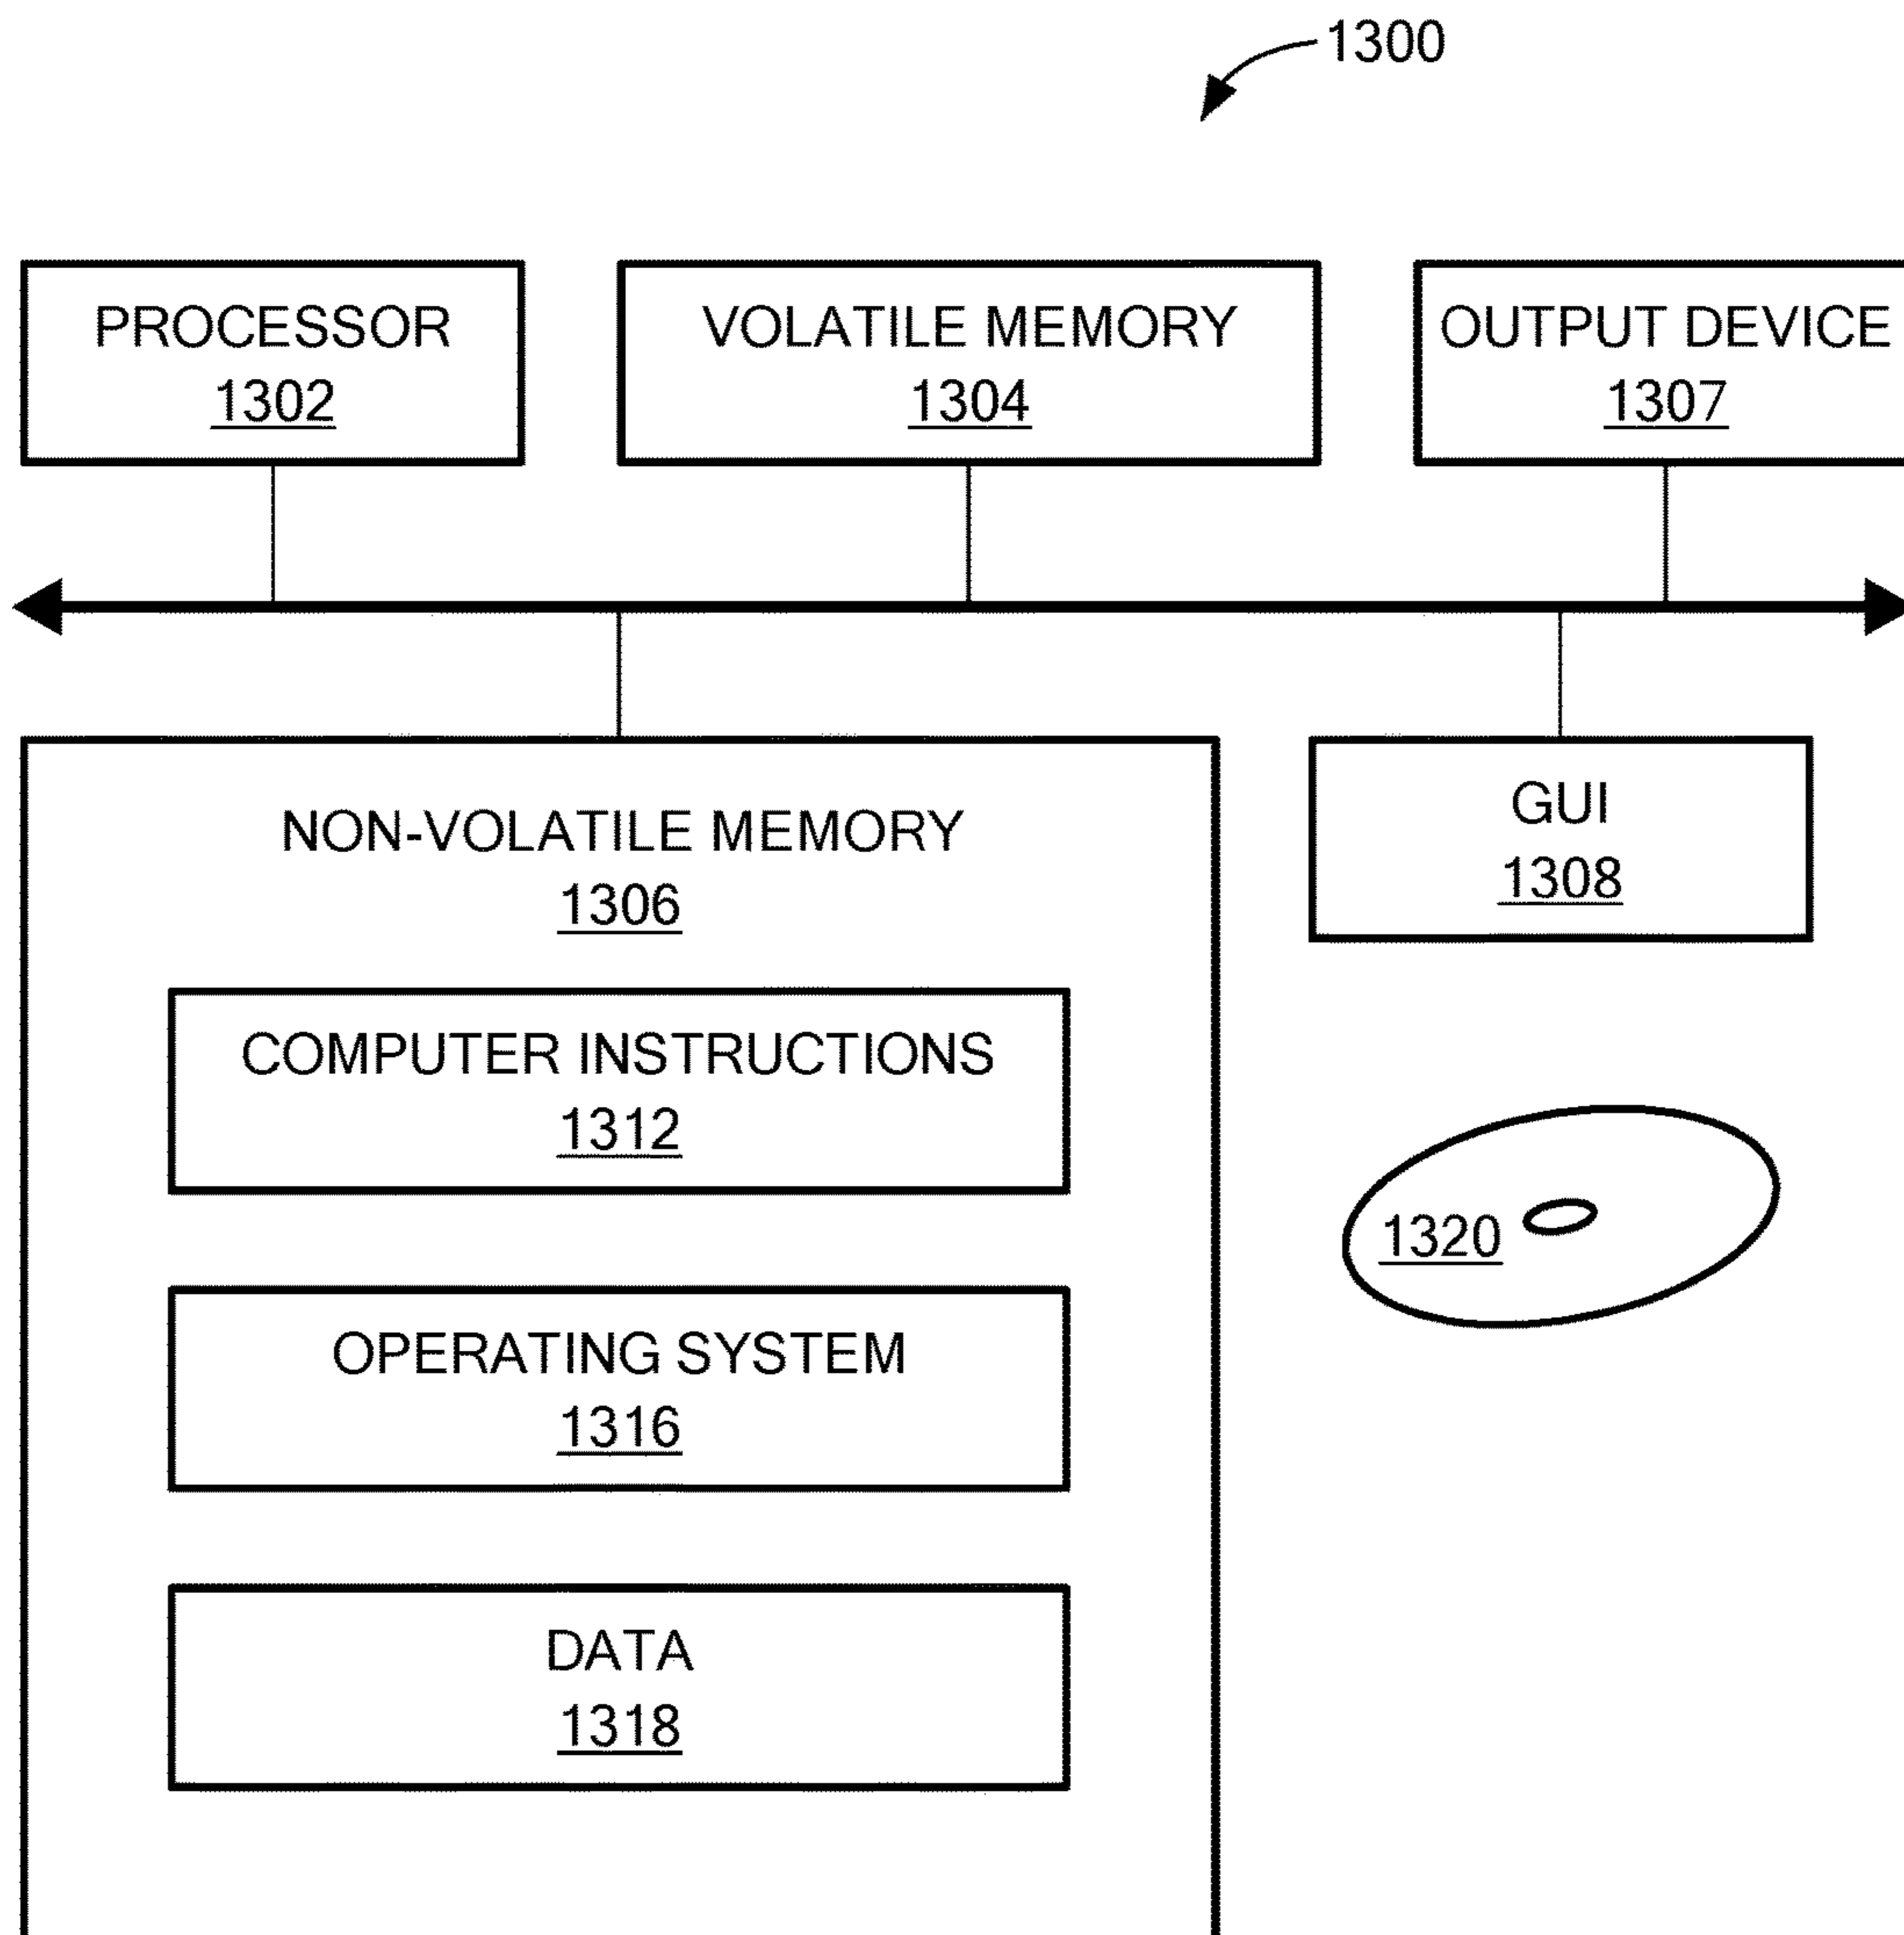 1300
PROCESSOR
1302
VOLATILE MEMORY
1304
OUTPUT DEVICE
1307
NON-VOLATILE MEMORY
1306
GUI
1308
COMPUTER INSTRUCTIONS
1312
1320
OPERATING SYSTEM
1316
DATA
1318